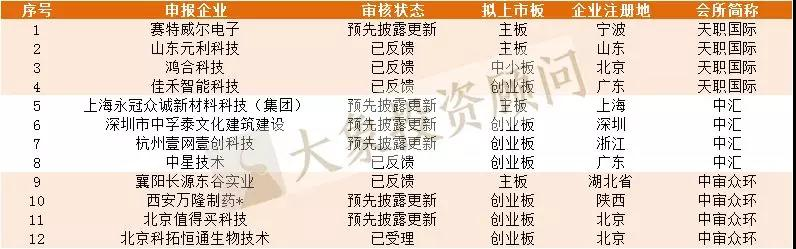 序号 申报企业 审核状态 拟上市板 企业注册地 会所简称
1 赛特威尔电子 预先披露更新 主板 宁波 天职国际
2 山东元利科技 已反馈 主板 山东 天职国际
3 鸿合科技 已反馈 中小板 北京 天职国际
4 佳禾智能科技 已反馈 创业板 广东 天职国际
5 上海永冠众诚新材料科技（集团） 预先披露更新 主板 上海 中汇
6 深圳市中孚泰文化建筑建设 预先披露更新 创业板 深圳 中汇
7 杭州壹网壹创科技 预先披露更新 创业板 浙江 中汇
8 中星技术 已反馈 创业板 广东 中汇
9 襄阳长源东谷实业 已反馈 主板 湖北省 中审众环
10 西安万隆制药* 预先披露更新 创业板 陕西 中审众环
11 北京值得买科技 预先披露更新 创业板 北京 中审众环
12 北京科拓恒通生物技术 已受理 创业板 北京 中审众环
大象投资顾问